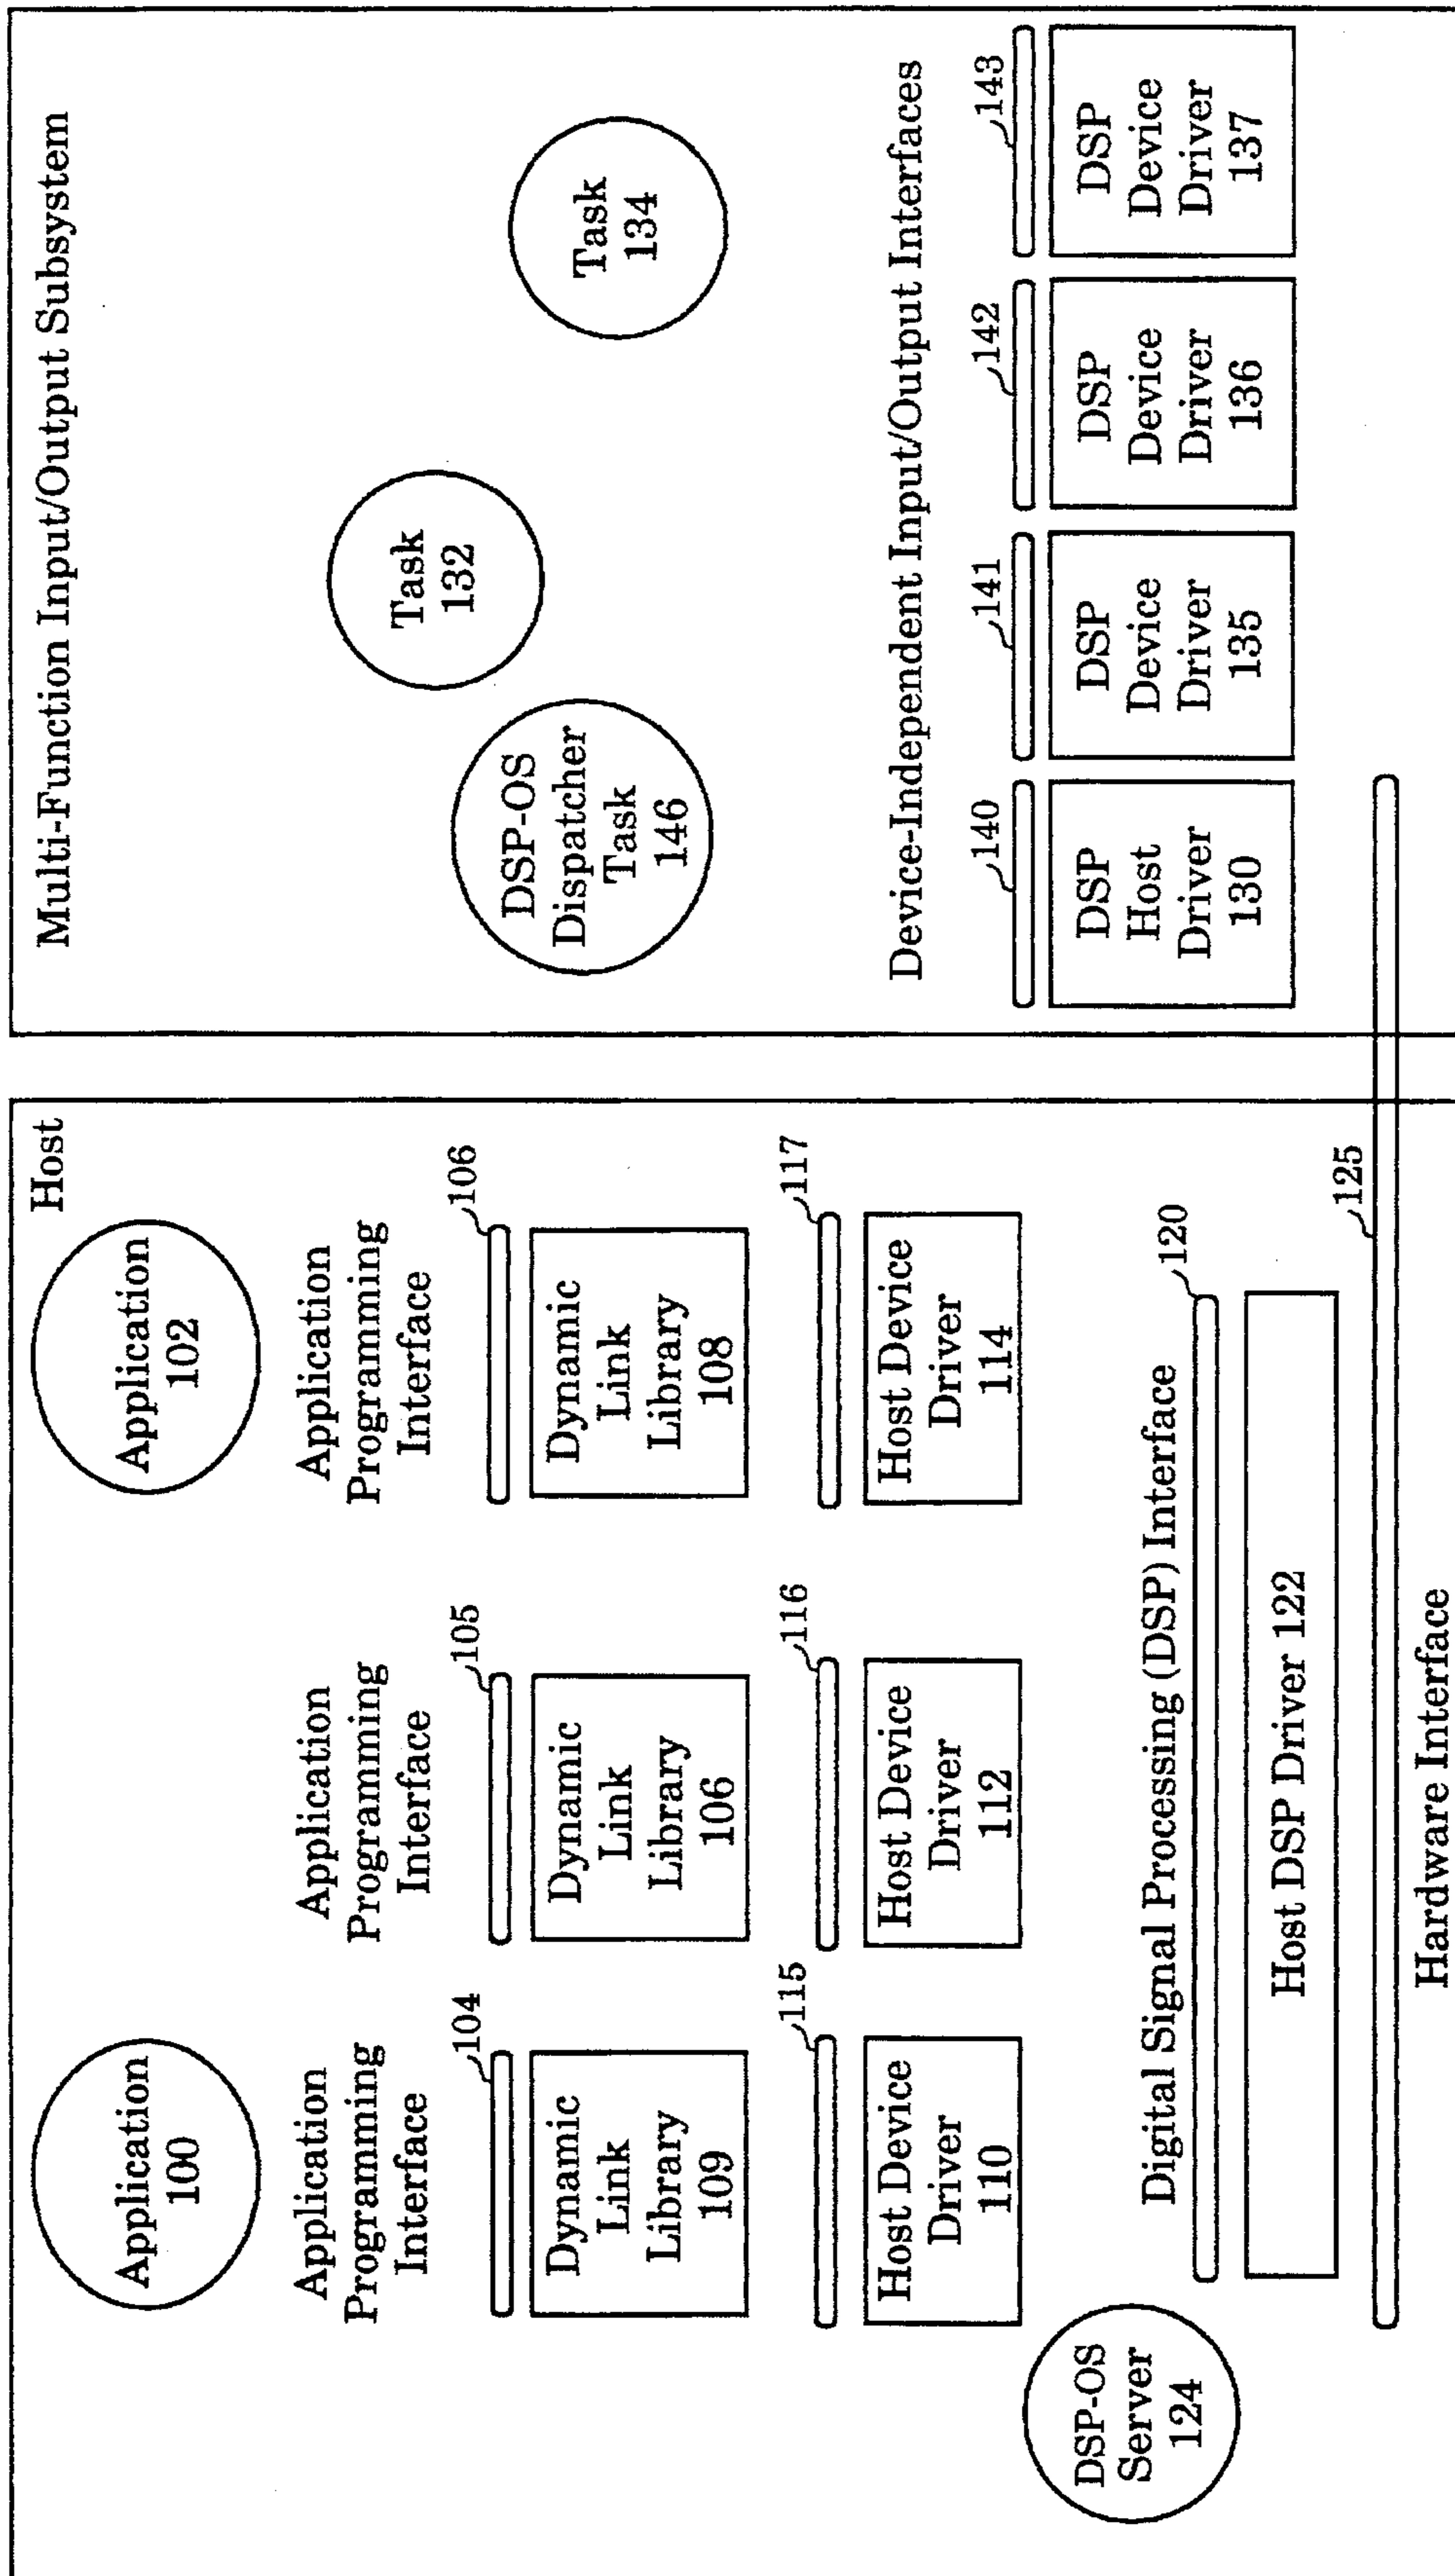 Host
Application
100
Application
102
Application
Programming
Interface
104
Dynamic
Link
Library
109
115
Host Device
Driver
110
Application
Programming
Interface
105
Dynamic
Link
Library
106
116
Host Device
Driver
112
Application
Programming
Interface
106
Dynamic
Link
Library
108
117
Host Device
Driver
114
DSP-OS
Server
124
Digital Signal Processing (DSP) Interface
120
Host DSP Driver 122
125
Hardware Interface
Multi-Function Input/Output Subsystem
DSP-OS
Dispatcher
Task
146
Task
132
Task
134
Device-Independent Input/Output Interfaces
140
DSP
Host
Driver
130
141
DSP
Device
Driver
135
142
DSP
Device
Driver
136
143
DSP
Device
Driver
137